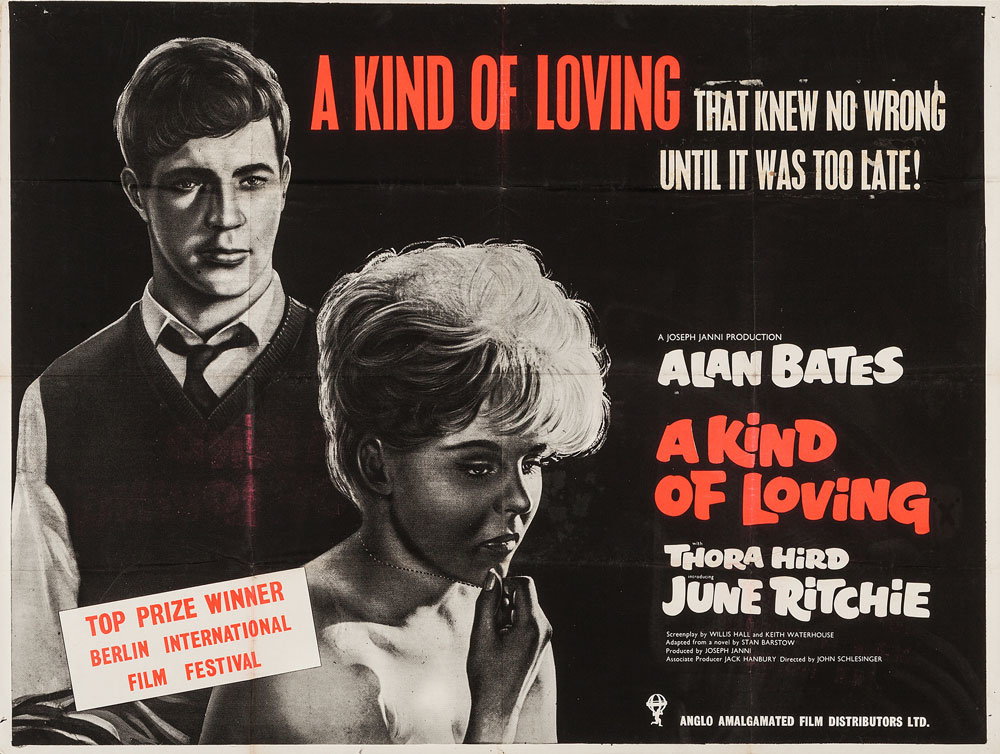 A KIND OF LOVING THAT KNEW NO WRONG
UNTIL IT WAS TOO LATE!
A JOSEPH JANNI PRODUCTION
ALAN BATES
A KiND
OF LOViNG
with
THORA HiRD
introducing
JUNE RiTCHiE
Screenplay by WILLIS HALL and KEITH WATERHOUSE
Adapted from a novel by STAN BARSTOW
Produced by JOSEPH JANNI
Associate Producer JACK HANBURY Directed by JOHN SCHLESINGER
ANGLO AMALGAMATED FILM DISTRIBUTORS LTD.
TOP PRIZE WINNER
BERLIN INTERNATIONAL
FILM FESTIVAL